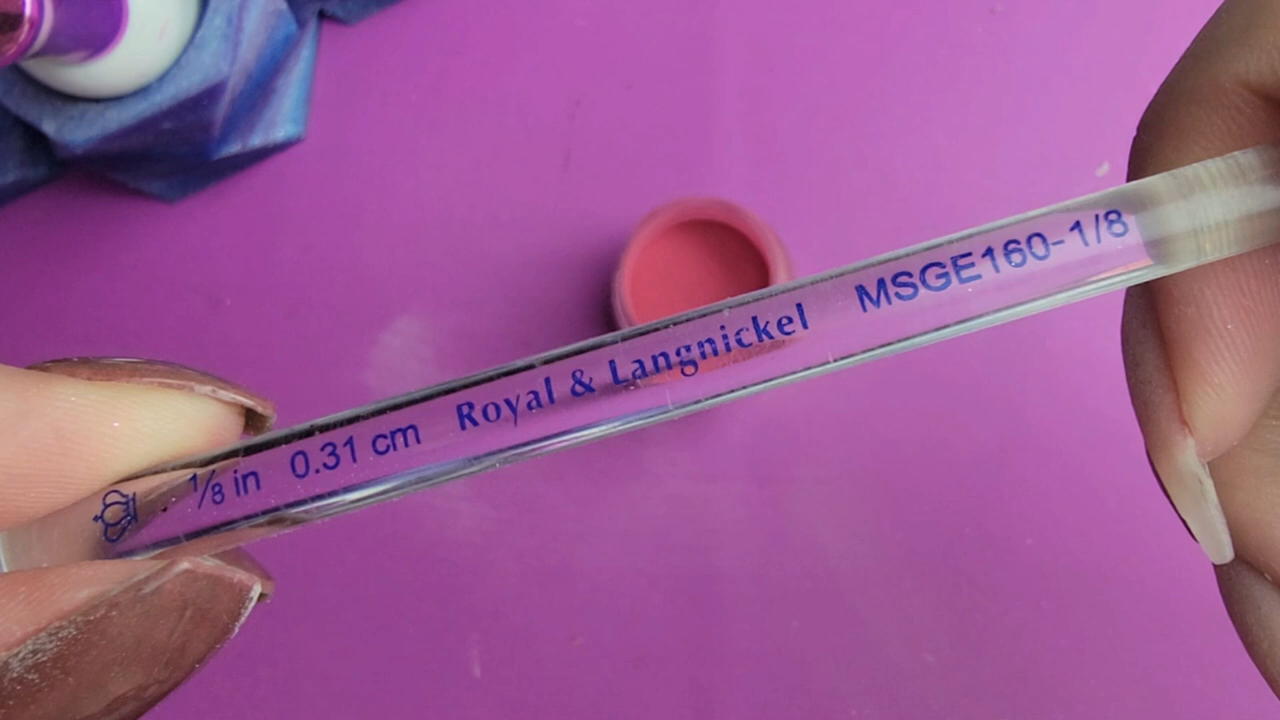 ⅛ in 0.31 cm Royal & Langnickel MSGE160-1/8